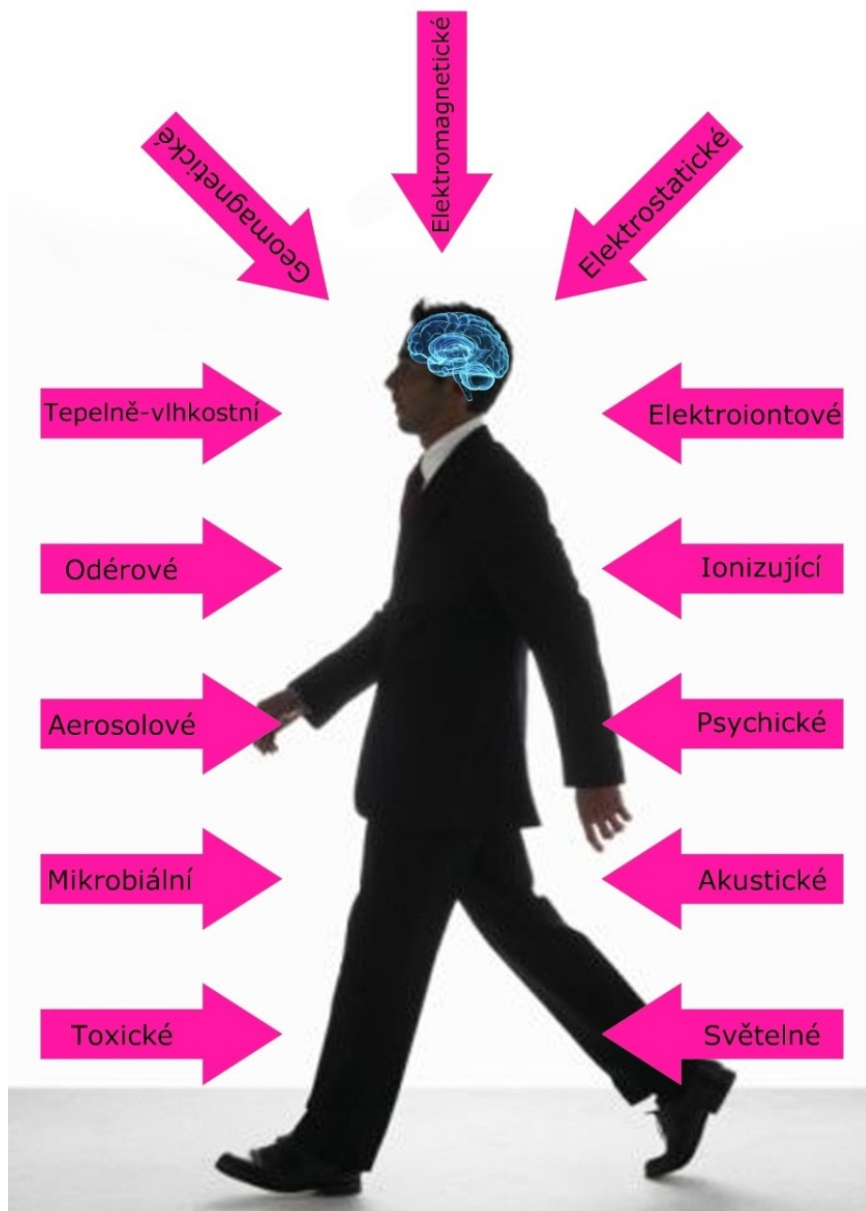 Elektromagnetické
Geomagnetické
Elektrostatické
Tepelně-vlhkostní
Elektroiontové
Odérové
Ionizující
Aerosolové
Psychické
Mikrobiální
Akustické
Toxické
Světelné